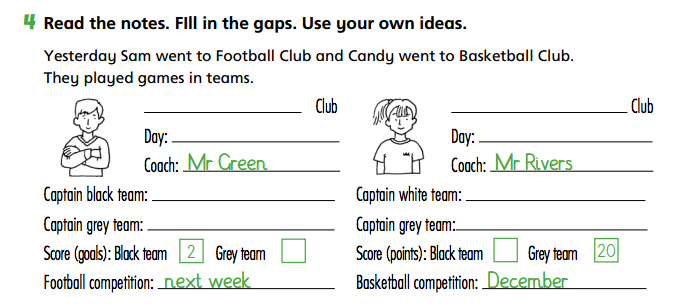 4 Read the notes. FIll in the gaps. Use your own ideas.
Yesterday Sam went to Football Club and Candy went to Basketball Club.
They played games in teams.
Club
Day:
Coach: Mr Green
Captain black team:
Captain grey team:
Score (goals): Black team 2 Grey team
Football competition: next week
Club
Day:
Coach: Mr Rivers
Captain white team:
Captain grey team:
Score (points): Black team Grey team 20
Basketball competition: December